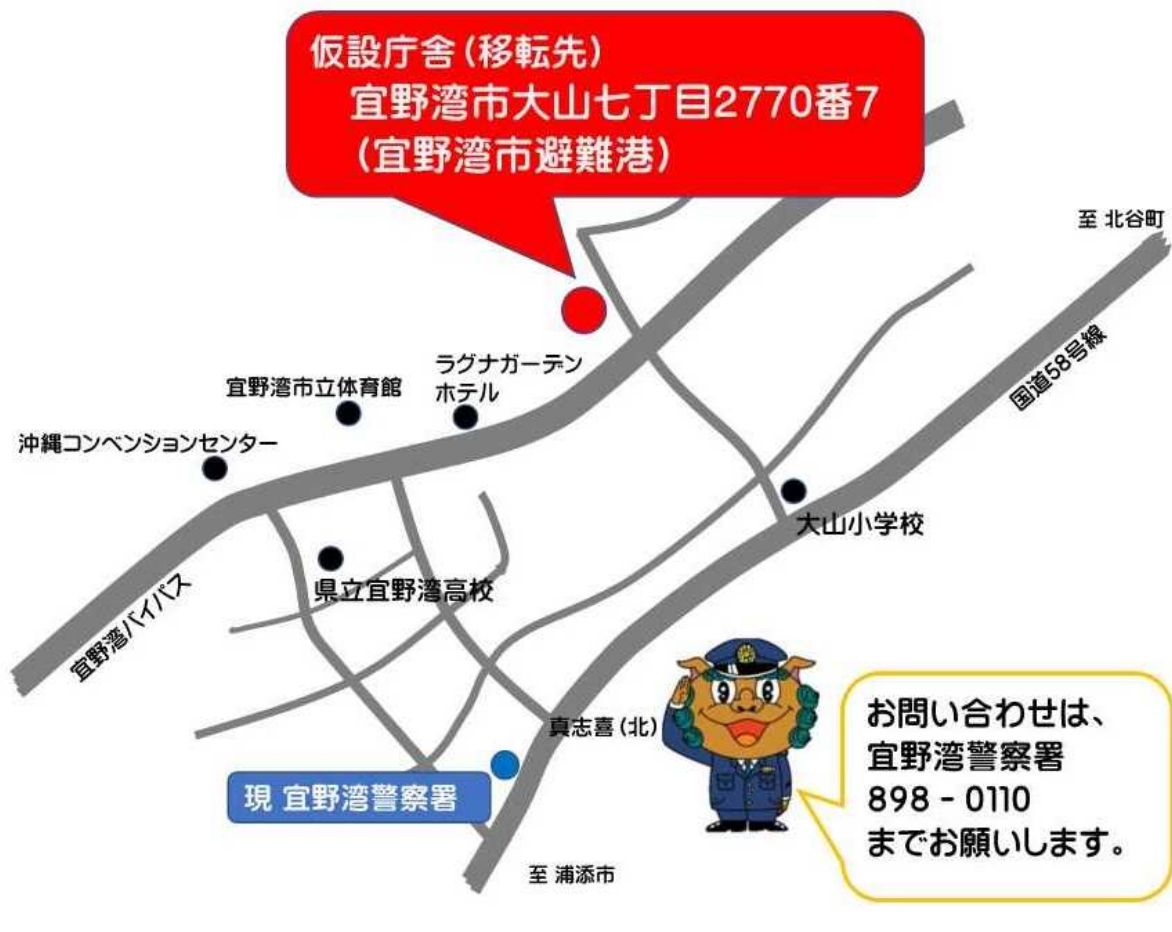 仮設庁舎(移転先)
宜野湾市大山七丁目2770番7
(宜野湾市避難港)
至 北谷町
国道58号線
ラグナガーデン
ホテル
宜野湾市立体育館
沖縄コンベンションセンター
大山小学校
県立宜野湾高校
宜野湾バイパス
真志喜(北)
現 宜野湾警察署
至 浦添市
お問い合わせは、
宜野湾警察署
898-0110
までお願いします。